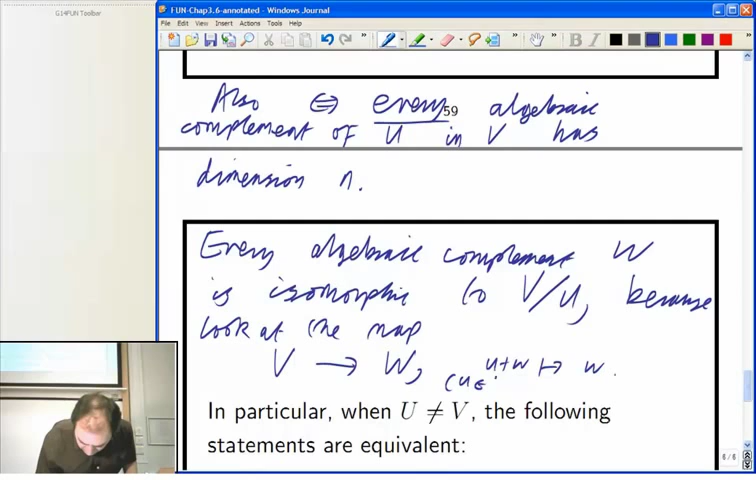 FUN-Chap3.6-annotated - Windows Journal
G14FUN Toolbar
File Edit View Insert Actions Tools Help
B I
Also ⇔ every 59 algebraic
complement of U in V has
dimension n.
Every algebraic complement W
is isomorphic to V/U, because
look at the map
V → W, u+w ↦ w.
(u∈
In particular, when U ≠ V, the following
statements are equivalent:
6 / 6